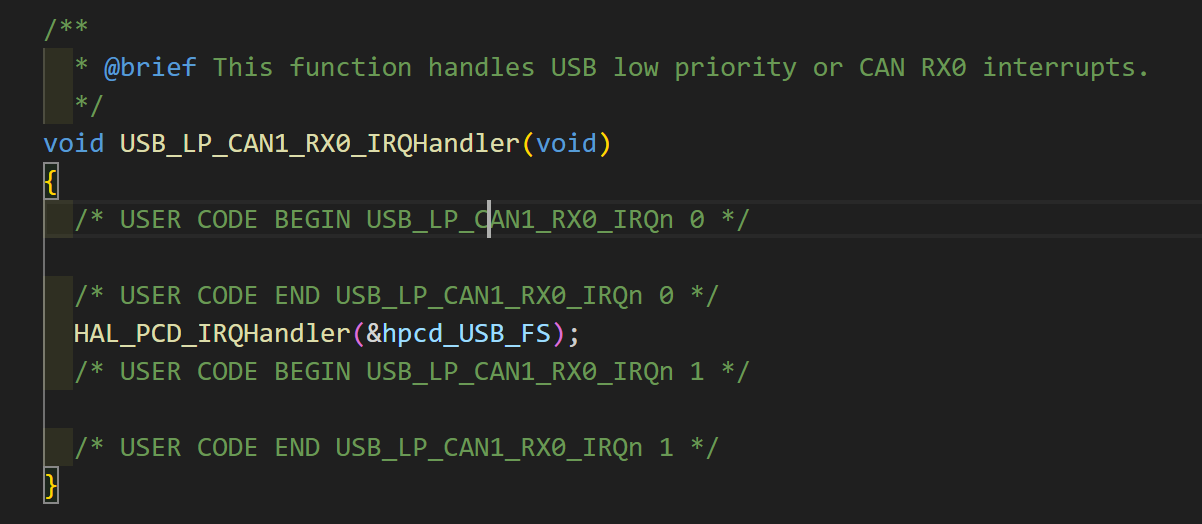 /**
* @brief This function handles USB low priority or CAN RX0 interrupts.
*/
void USB_LP_CAN1_RX0_IRQHandler(void)
{
/* USER CODE BEGIN USB_LP_CAN1_RX0_IRQn 0 */
/* USER CODE END USB_LP_CAN1_RX0_IRQn 0 */
HAL_PCD_IRQHandler(&hpcd_USB_FS);
/* USER CODE BEGIN USB_LP_CAN1_RX0_IRQn 1 */
/* USER CODE END USB_LP_CAN1_RX0_IRQn 1 */
}